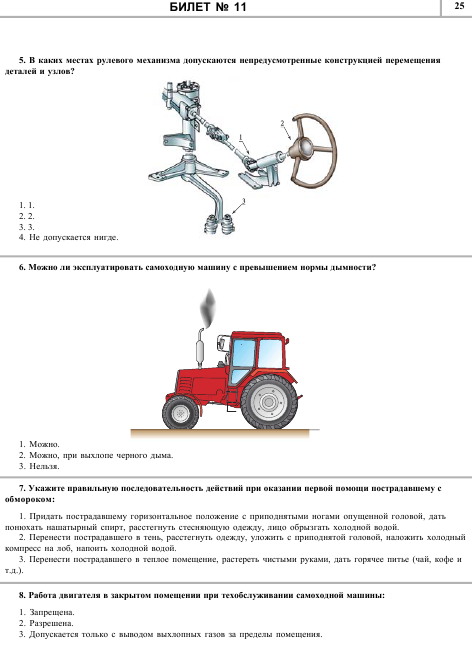 БИЛЕТ № 11
25
5. В каких местах рулевого механизма допускаются непредусмотренные конструкцией перемещения
деталей и узлов?
1
2
3
1. 1.
2. 2.
3. 3.
4. Не допускается нигде.
6. Можно ли эксплуатировать самоходную машину с превышением нормы дымности?
1. Можно.
2. Можно, при выхлопе черного дыма.
3. Нельзя.
7. Укажите правильную последовательность действий при оказании первой помощи пострадавшему с
обмороком:
1. Придать пострадавшему горизонтальное положение с приподнятыми ногами опущенной головой, дать
понюхать нашатырный спирт, расстегнуть стесняющую одежду, лицо обрызгать холодной водой.
2. Перенести пострадавшего в тень, расстегнуть одежду, уложить с приподнятой головой, наложить холодный
компресс на лоб, напоить холодной водой.
3. Перенести пострадавшего в теплое помещение, растереть чистыми руками, дать горячее питье (чай, кофе и
т.д.).
8. Работа двигателя в закрытом помещении при техобслуживании самоходной машины:
1. Запрещена.
2. Разрешена.
3. Допускается только с выводом выхлопных газов за пределы помещения.